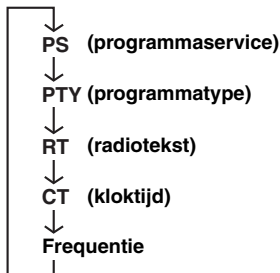 PS (programmaservice)
PTY (programmatype)
RT (radiotekst)
CT (kloktijd)
Frequentie